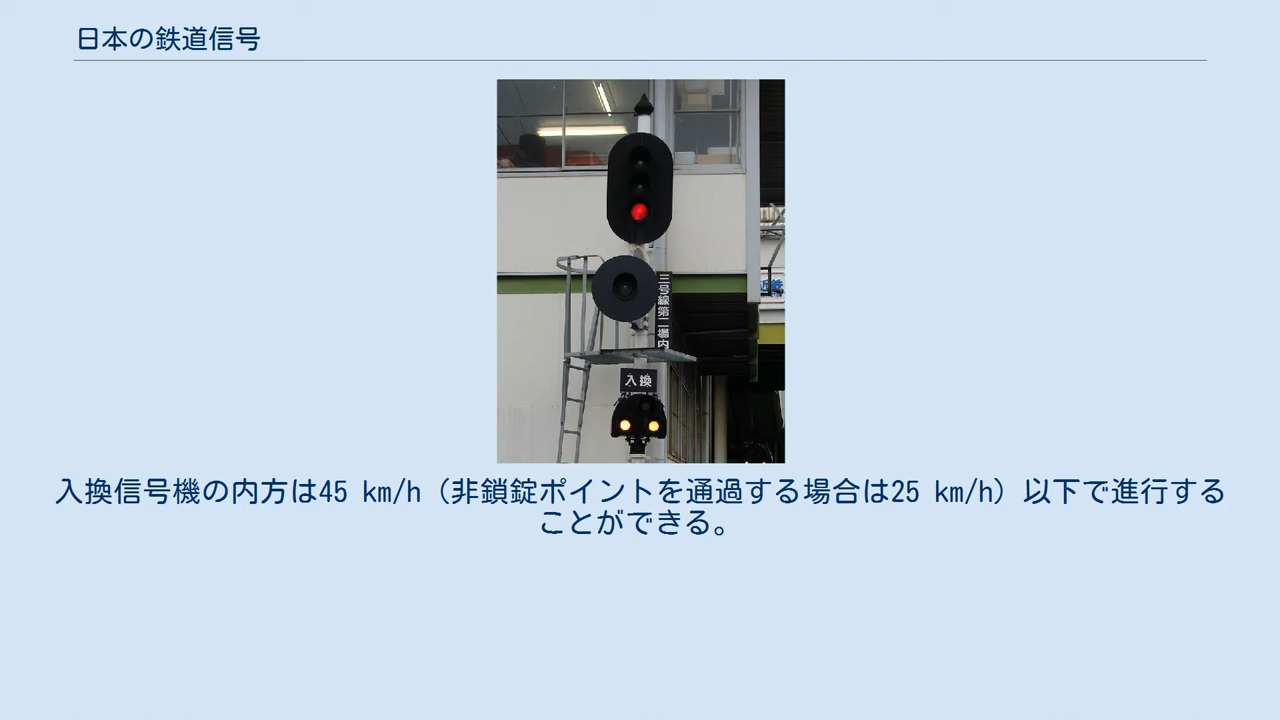 日本の鉄道信号
三号線第二場内
入換
入換信号機の内方は45 km/h（非鎖錠ポイントを通過する場合は25 km/h）以下で進行する
ことができる。